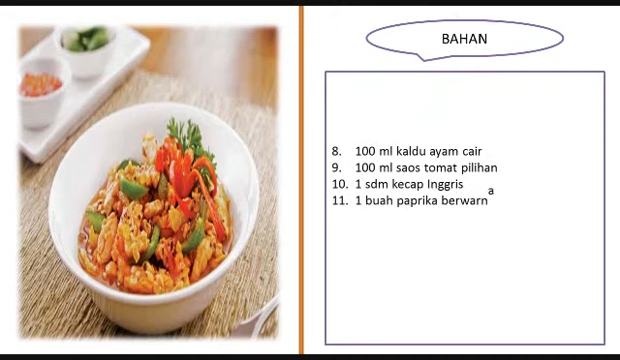 BAHAN
8. 100 ml kaldu ayam cair
9. 100 ml saos tomat pilihan
10. 1 sdm kecap Inggris
11. 1 buah paprika berwarna